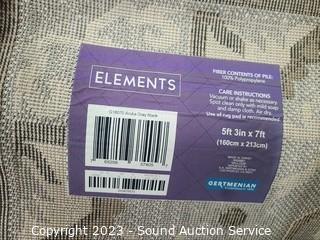 ELEMENTS
FIBER CONTENTS OF PILE:
100% Polypropylene
CARE INSTRUCTIONS
Vacuum or shake as necessary.
Spot clean only with mild soap
and damp cloth. Air dry.
Use of rug pad is recommended.
5ft 3in x 7ft
(160cm x 213cm)
GERTMENIAN
Copyright 2023 - Sound Auction Service